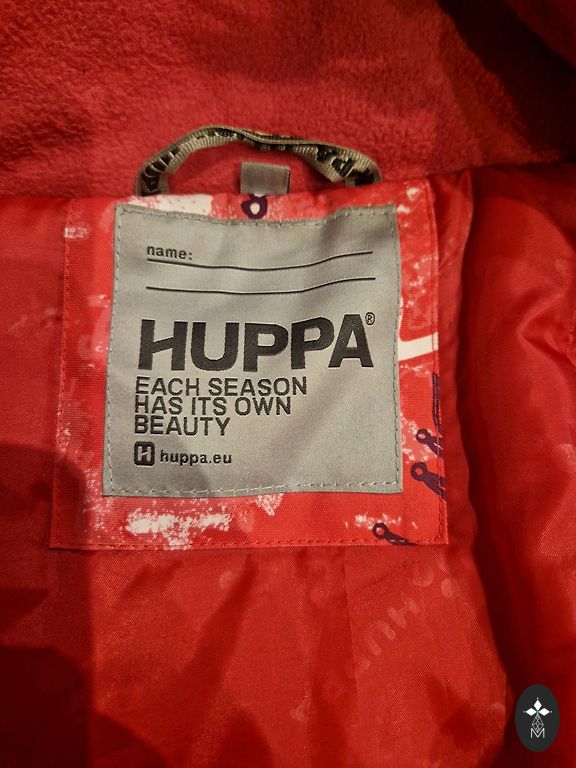 name:
HUPPA®
EACH SEASON
HAS ITS OWN
BEAUTY
H huppa.eu